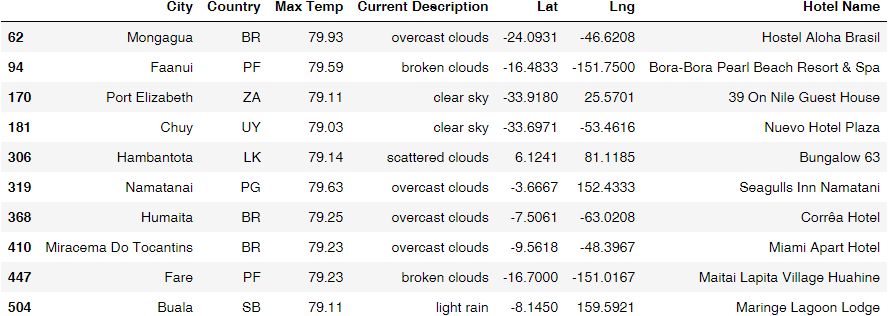 City Country Max Temp Current Description Lat Lng Hotel Name
62 Mongagua BR 79.93 overcast clouds -24.0931 -46.6208 Hostel Aloha Brasil
94 Faanui PF 79.59 broken clouds -16.4833 -151.7500 Bora-Bora Pearl Beach Resort & Spa
170 Port Elizabeth ZA 79.11 clear sky -33.9180 25.5701 39 On Nile Guest House
181 Chuy UY 79.03 clear sky -33.6971 -53.4616 Nuevo Hotel Plaza
306 Hambantota LK 79.14 scattered clouds 6.1241 81.1185 Bungalow 63
319 Namatanai PG 79.63 overcast clouds -3.6667 152.4333 Seagulls Inn Namatani
368 Humaita BR 79.25 overcast clouds -7.5061 -63.0208 Corrêa Hotel
410 Miracema Do Tocantins BR 79.23 overcast clouds -9.5618 -48.3967 Miami Apart Hotel
447 Fare PF 79.23 broken clouds -16.7000 -151.0167 Maitai Lapita Village Huahine
504 Buala SB 79.11 light rain -8.1450 159.5921 Maringe Lagoon Lodge